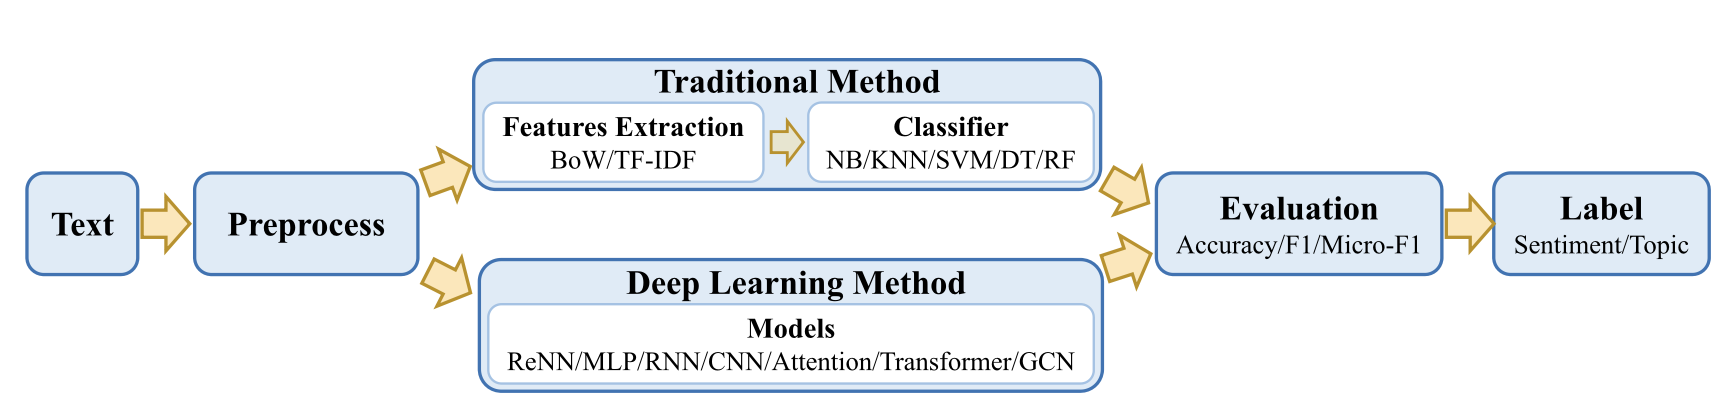 Text
Preprocess
Traditional Method
Features Extraction
BoW/TF-IDF
Classifier
NB/KNN/SVM/DT/RF
Deep Learning Method
Models
ReNN/MLP/RNN/CNN/Attention/Transformer/GCN
Evaluation
Accuracy/F1/Micro-F1
Label
Sentiment/Topic